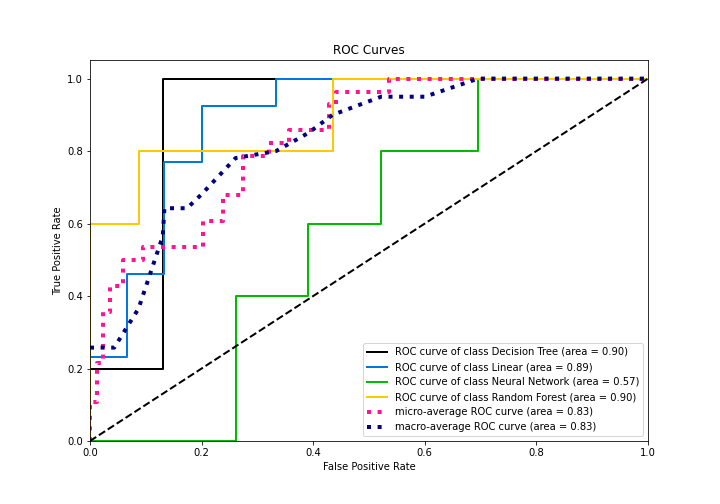 ROC Curves
1.0
0.8
0.6
0.4
0.2
0.0
True Positive Rate
ROC curve of class Decision Tree (area = 0.90)
ROC curve of class Linear (area = 0.89)
ROC curve of class Neural Network (area = 0.57)
ROC curve of class Random Forest (area = 0.90)
micro-average ROC curve (area = 0.83)
macro-average ROC curve (area = 0.83)
0.0 0.2 0.4 0.6 0.8 1.0
False Positive Rate